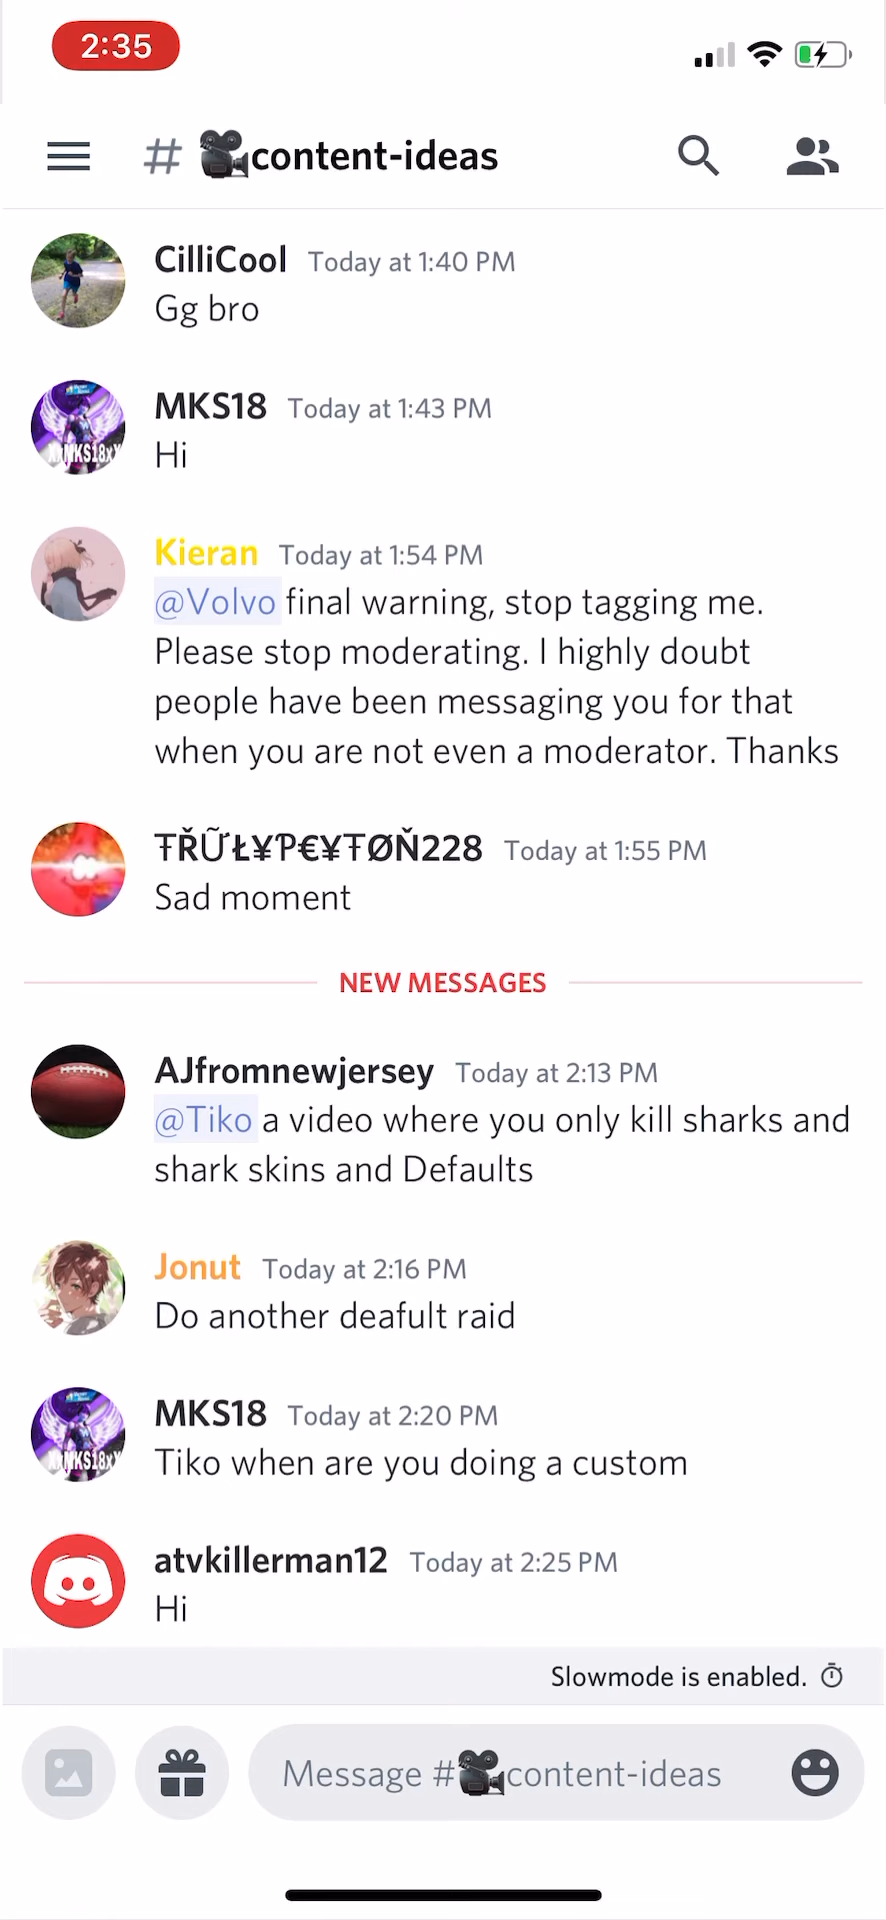 2:35
# 🎥content-ideas
CilliCool Today at 1:40 PM
Gg bro
MKS18 Today at 1:43 PM
Hi
Kieran Today at 1:54 PM
@Volvo final warning, stop tagging me.
Please stop moderating. I highly doubt
people have been messaging you for that
when you are not even a moderator. Thanks
ŦŘŨŁ¥Ƥ€¥ŦØŇ228 Today at 1:55 PM
Sad moment
NEW MESSAGES
AJfromnewjersey Today at 2:13 PM
@Tiko a video where you only kill sharks and
shark skins and Defaults
Jonut Today at 2:16 PM
Do another deafult raid
MKS18 Today at 2:20 PM
Tiko when are you doing a custom
atvkillerman12 Today at 2:25 PM
Hi
Slowmode is enabled.
Message #🎥content-ideas